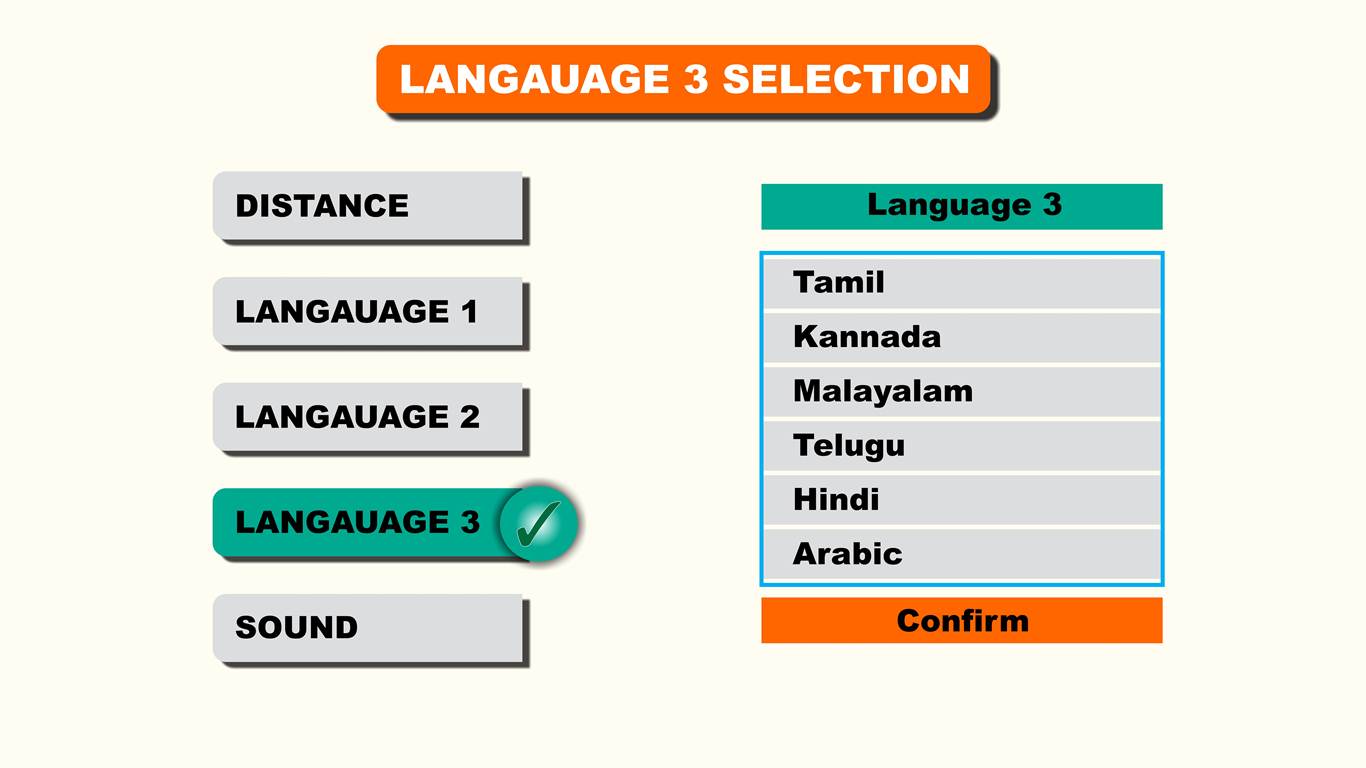 LANGAUAGE 3 SELECTION
DISTANCE
LANGAUAGE 1
LANGAUAGE 2
LANGAUAGE 3
SOUND
Language 3
Tamil
Kannada
Malayalam
Telugu
Hindi
Arabic
Confirm